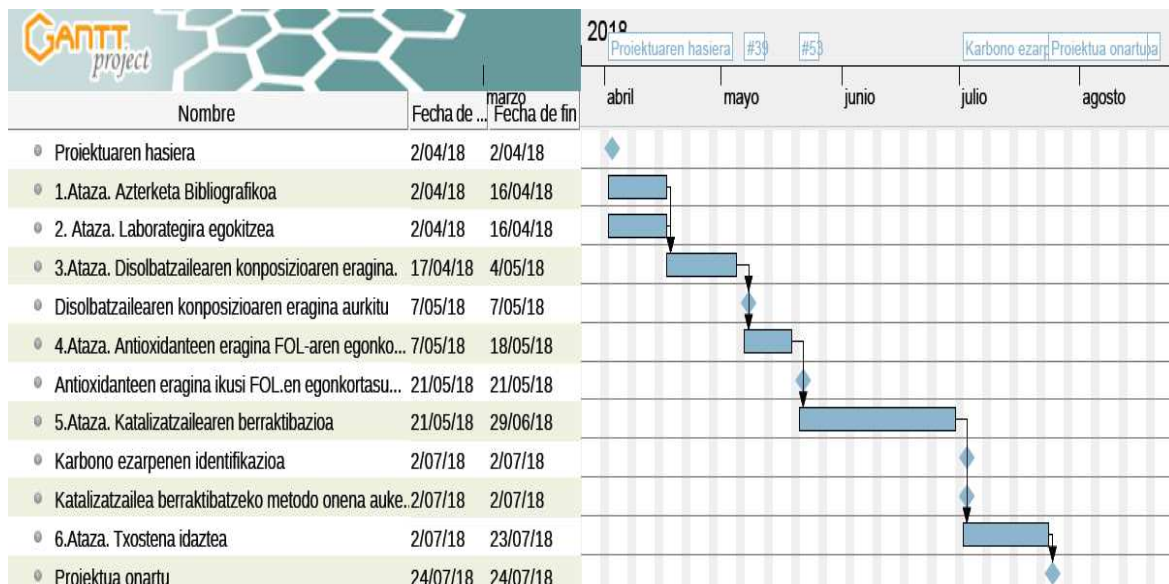 GANTT
project
2018
Proiektuaren hasiera #39 #53 Proiektua onartu
marzo abril mayo junio julio agosto
Nombre Fecha de ... Fecha de fin
Proiektuaren hasiera 2/04/18 2/04/18
1.Ataza. Azterketa Bibliografikoa 2/04/18 16/04/18
2. Ataza. Laborategira egokitzea 2/04/18 16/04/18
3.Ataza. Disolbatzailearen konposizioaren eragina. 17/04/18 4/05/18
Disolbatzailearen konposizioaren eragina aurkitu 7/05/18 7/05/18
4.Ataza. Antioxidanteen eragina FOL-aren egonko... 7/05/18 18/05/18
Antioxidanteen eragina ikusi FOL.en egonkortasu... 21/05/18 21/05/18
5.Ataza. Katalizatzailearen berraktibazioa 21/05/18 29/06/18
Karbono ezarpenen identifikazioa 2/07/18 2/07/18
Katalizatzailea berraktibatzeko metodo onena auke.. 2/07/18 2/07/18
6.Ataza. Txostena idaztea 2/07/18 23/07/18
Proiektua onartu 24/07/18 24/07/18